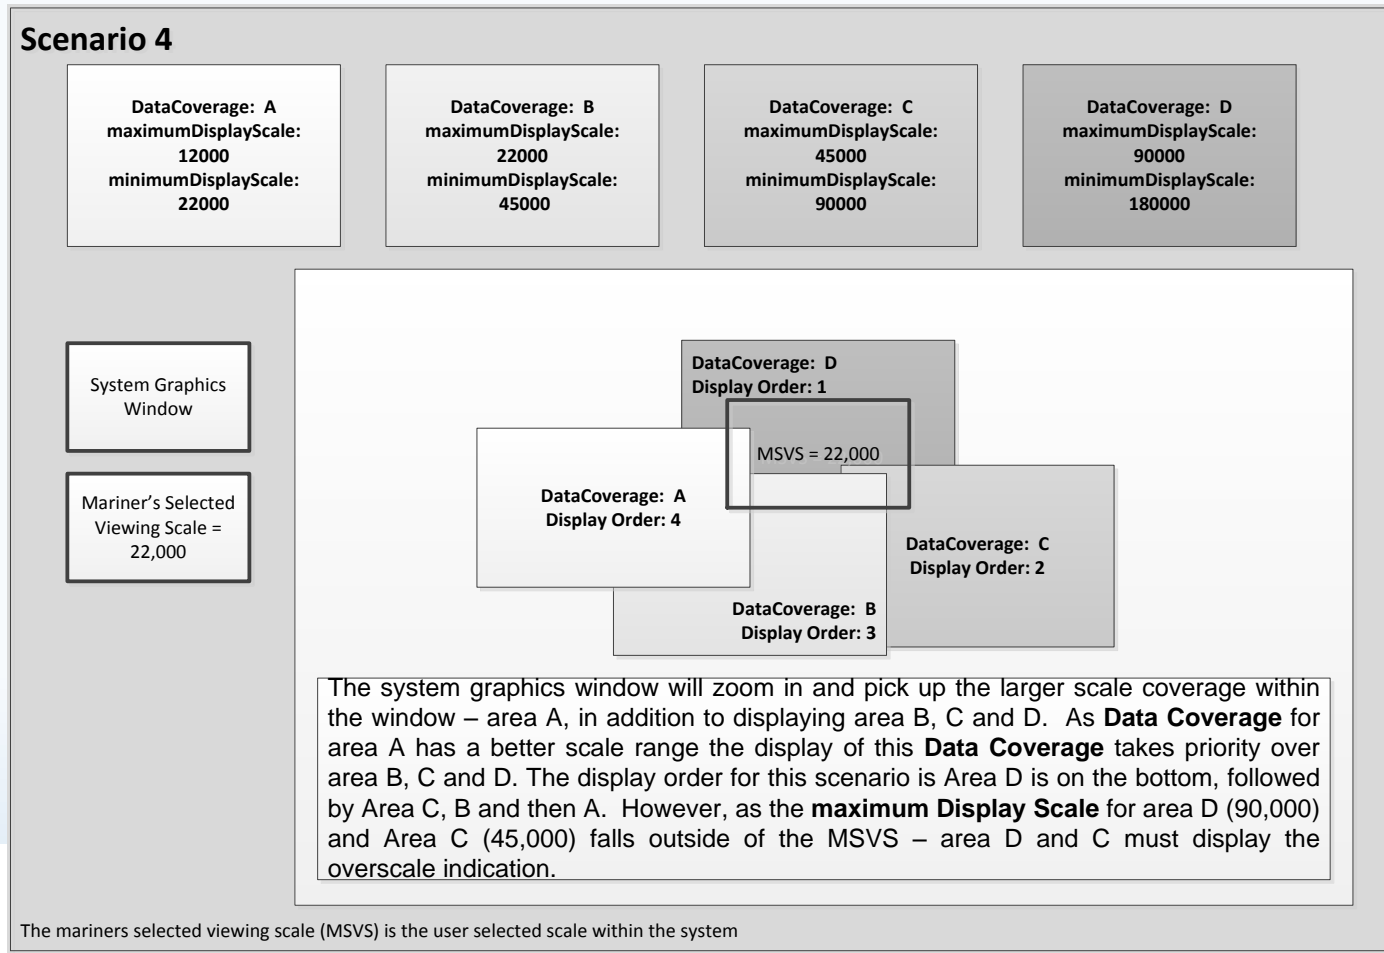 Scenario 4
DataCoverage: A
maximumDisplayScale:
12000
minimumDisplayScale:
22000
DataCoverage: B
maximumDisplayScale:
22000
minimumDisplayScale:
45000
DataCoverage: C
maximumDisplayScale:
45000
minimumDisplayScale:
90000
DataCoverage: D
maximumDisplayScale:
90000
minimumDisplayScale:
180000
System Graphics
Window
Mariner's Selected
Viewing Scale =
22,000
DataCoverage: D
Display Order: 1
MSVS = 22,000
DataCoverage: A
Display Order: 4
DataCoverage: C
Display Order: 2
DataCoverage: B
Display Order: 3
The system graphics window will zoom in and pick up the larger scale coverage within
the window – area A, in addition to displaying area B, C and D. As Data Coverage for
area A has a better scale range the display of this Data Coverage takes priority over
area B, C and D. The display order for this scenario is Area D is on the bottom, followed
by Area C, B and then A. However, as the maximum Display Scale for area D (90,000)
and Area C (45,000) falls outside of the MSVS – area D and C must display the
overscale indication.
The mariners selected viewing scale (MSVS) is the user selected scale within the system